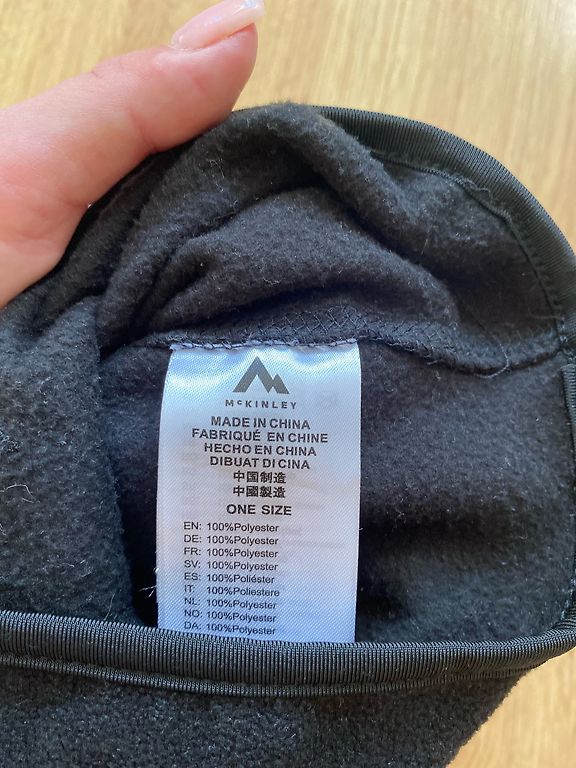 McKINLEY
MADE IN CHINA
FABRIQUÉ EN CHINE
HECHO EN CHINA
DIBUAT DI CINA
中国制造
中國製造
ONE SIZE
EN: 100%Polyester
DE: 100%Polyester
FR: 100%Polyester
SV: 100%Polyester
ES: 100%Poliéster
IT: 100%Poliestere
NL: 100%Polyester
NO: 100%Polyester
DA: 100%Polyester